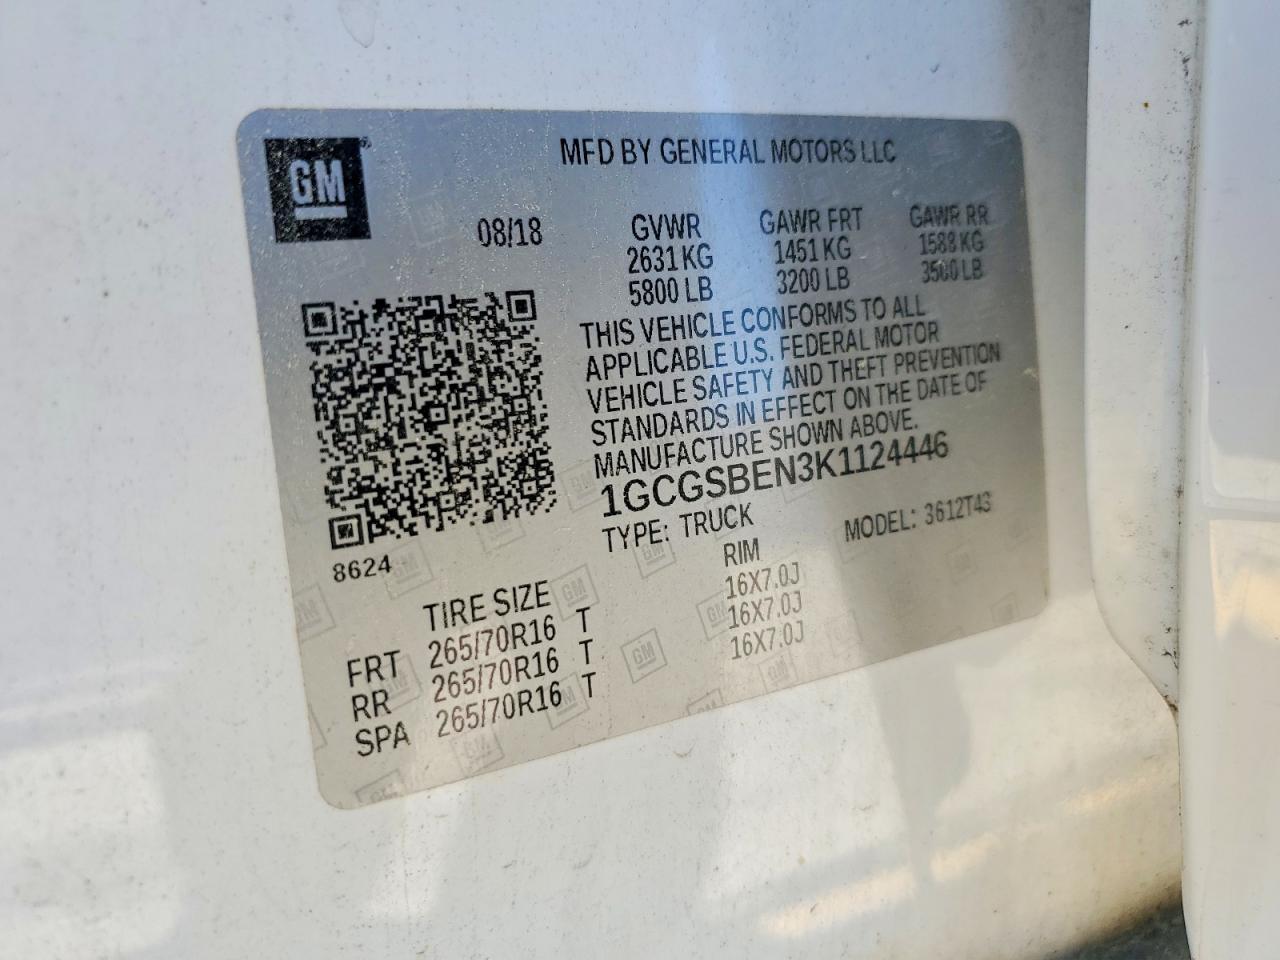 GM
MFD BY GENERAL MOTORS LLC
08/18
GVWR GAWR FRT GAWR RR
2631 KG 1451 KG 1588 KG
5800 LB 3200 LB 3500 LB
THIS VEHICLE CONFORMS TO ALL
APPLICABLE U.S. FEDERAL MOTOR
VEHICLE SAFETY AND THEFT PREVENTION
STANDARDS IN EFFECT ON THE DATE OF
MANUFACTURE SHOWN ABOVE.
1GCGSBEN3K1124446
TYPE: TRUCK MODEL: 3612T43
8624
TIRE SIZE RIM
FRT 265/70R16 T 16X7.0J
RR 265/70R16 T 16X7.0J
SPA 265/70R16 T 16X7.0J